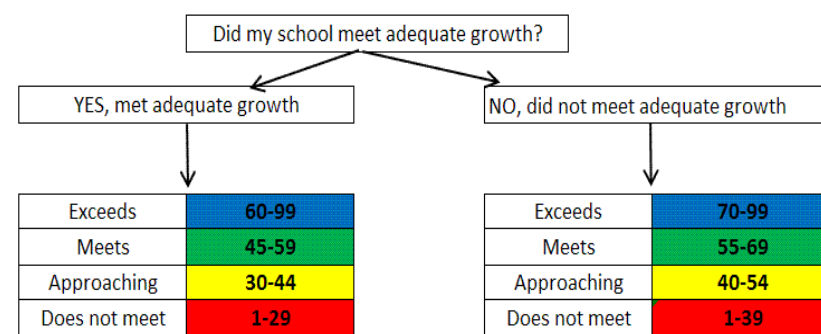 Did my school meet adequate growth?
YES, met adequate growth
NO, did not meet adequate growth
Exceeds 60-99
Meets 45-59
Approaching 30-44
Does not meet 1-29
Exceeds 70-99
Meets 55-69
Approaching 40-54
Does not meet 1-39